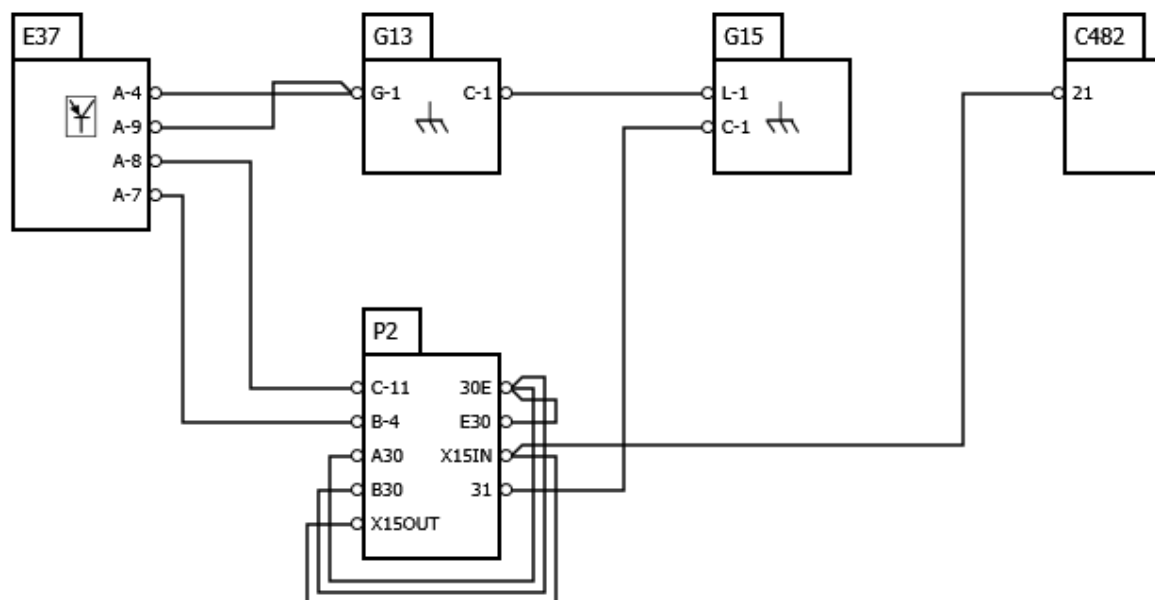 E37
A-4
A-9
A-8
A-7
G13
G-1 C-1
G15
L-1
C-1
C482
21
P2
C-11 30E
B-4 E30
A30 X15IN
B30 31
X15OUT